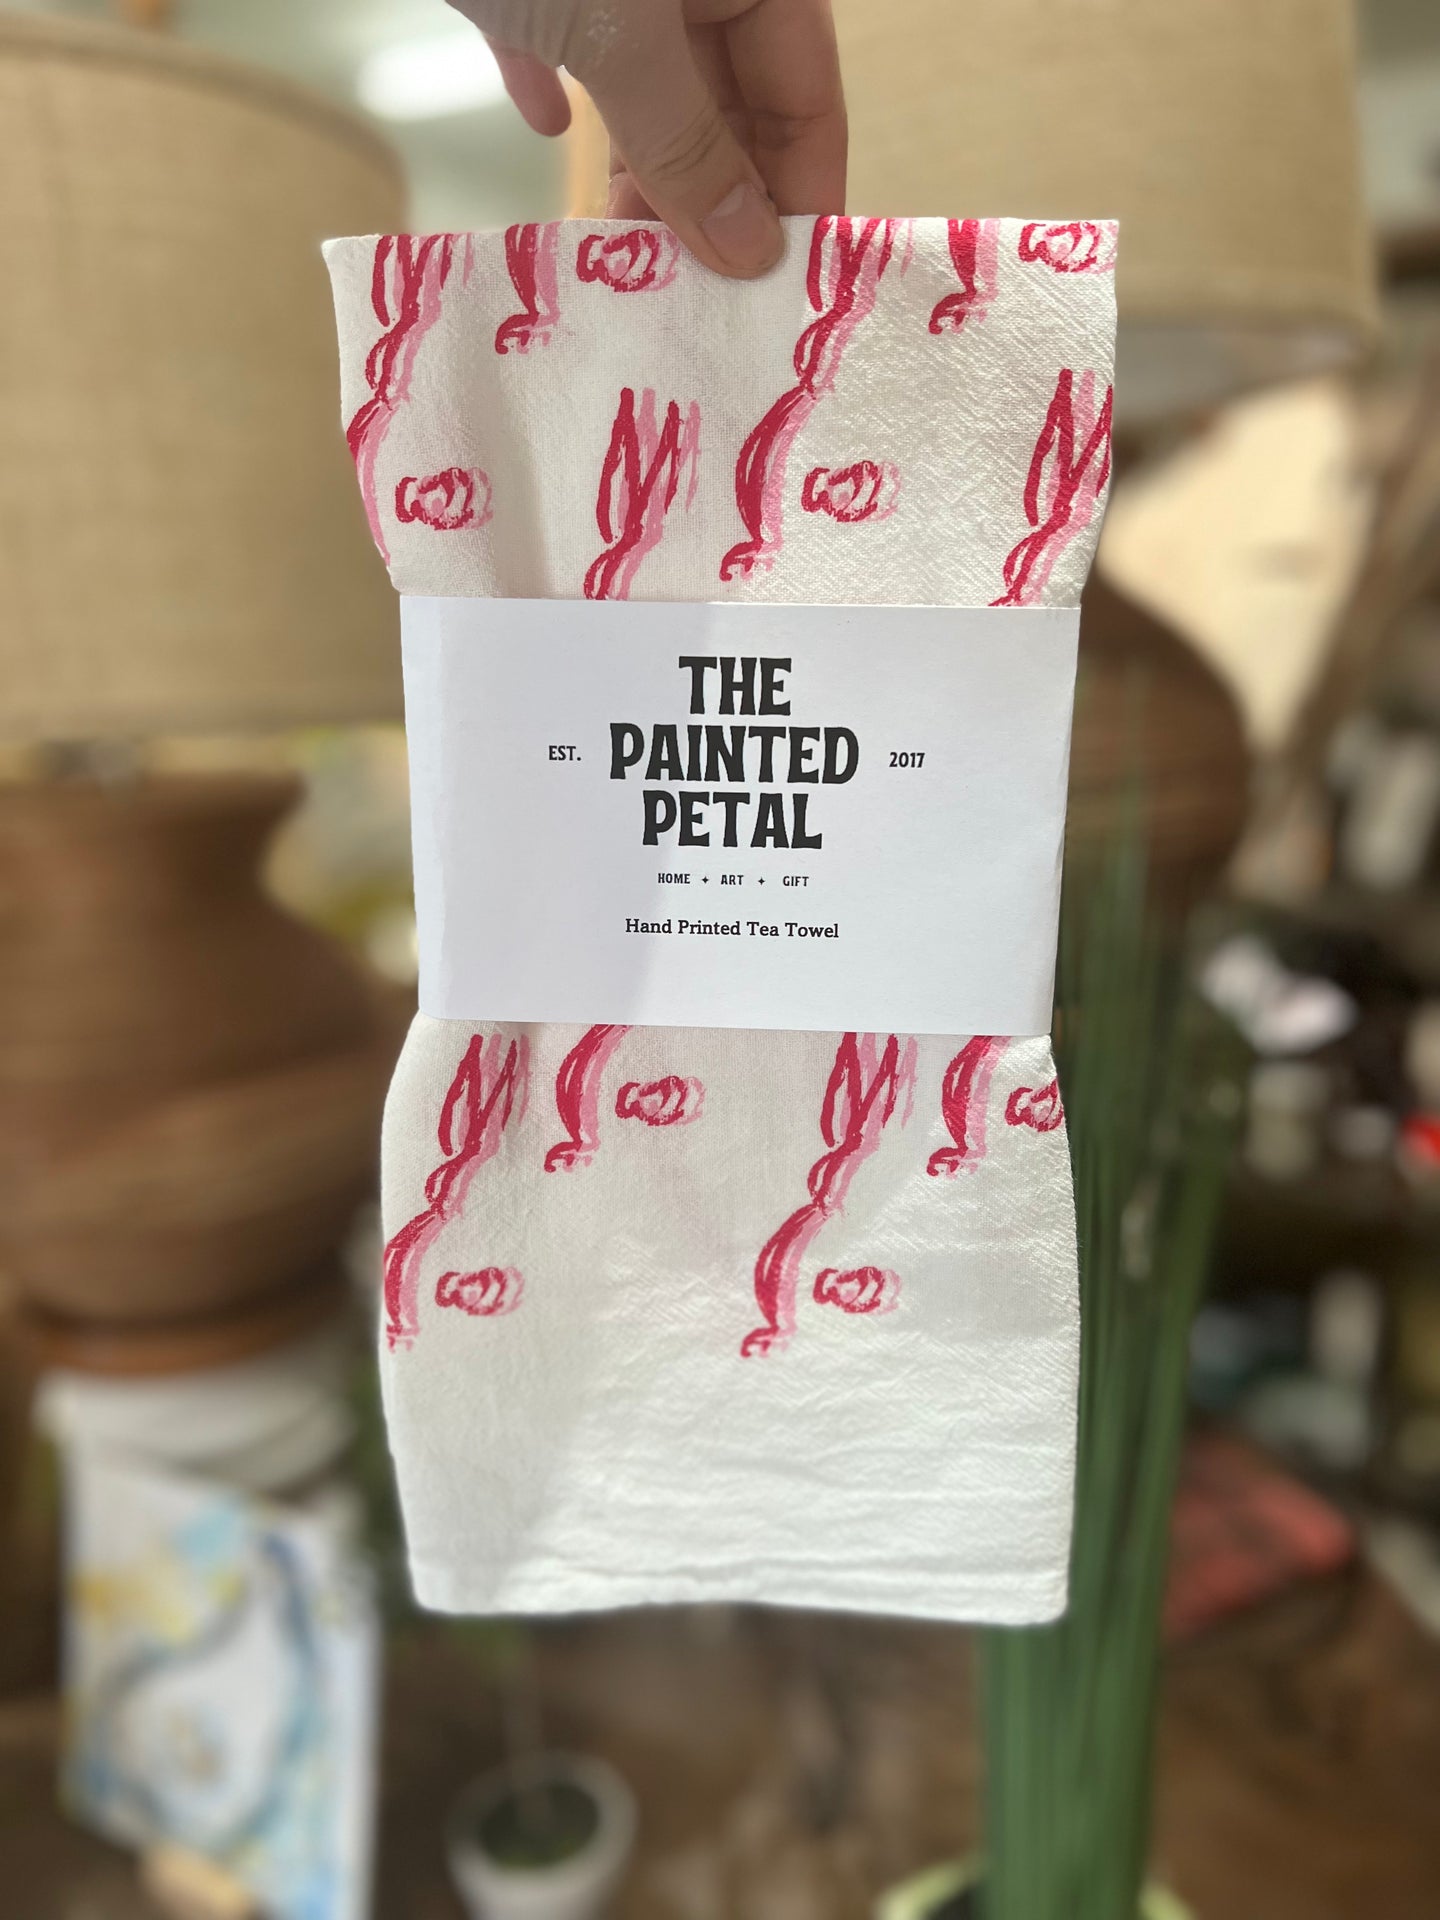 THE
EST. PAINTED 2017
PETAL
HOME ✦ ART ✦ GIFT
Hand Printed Tea Towel